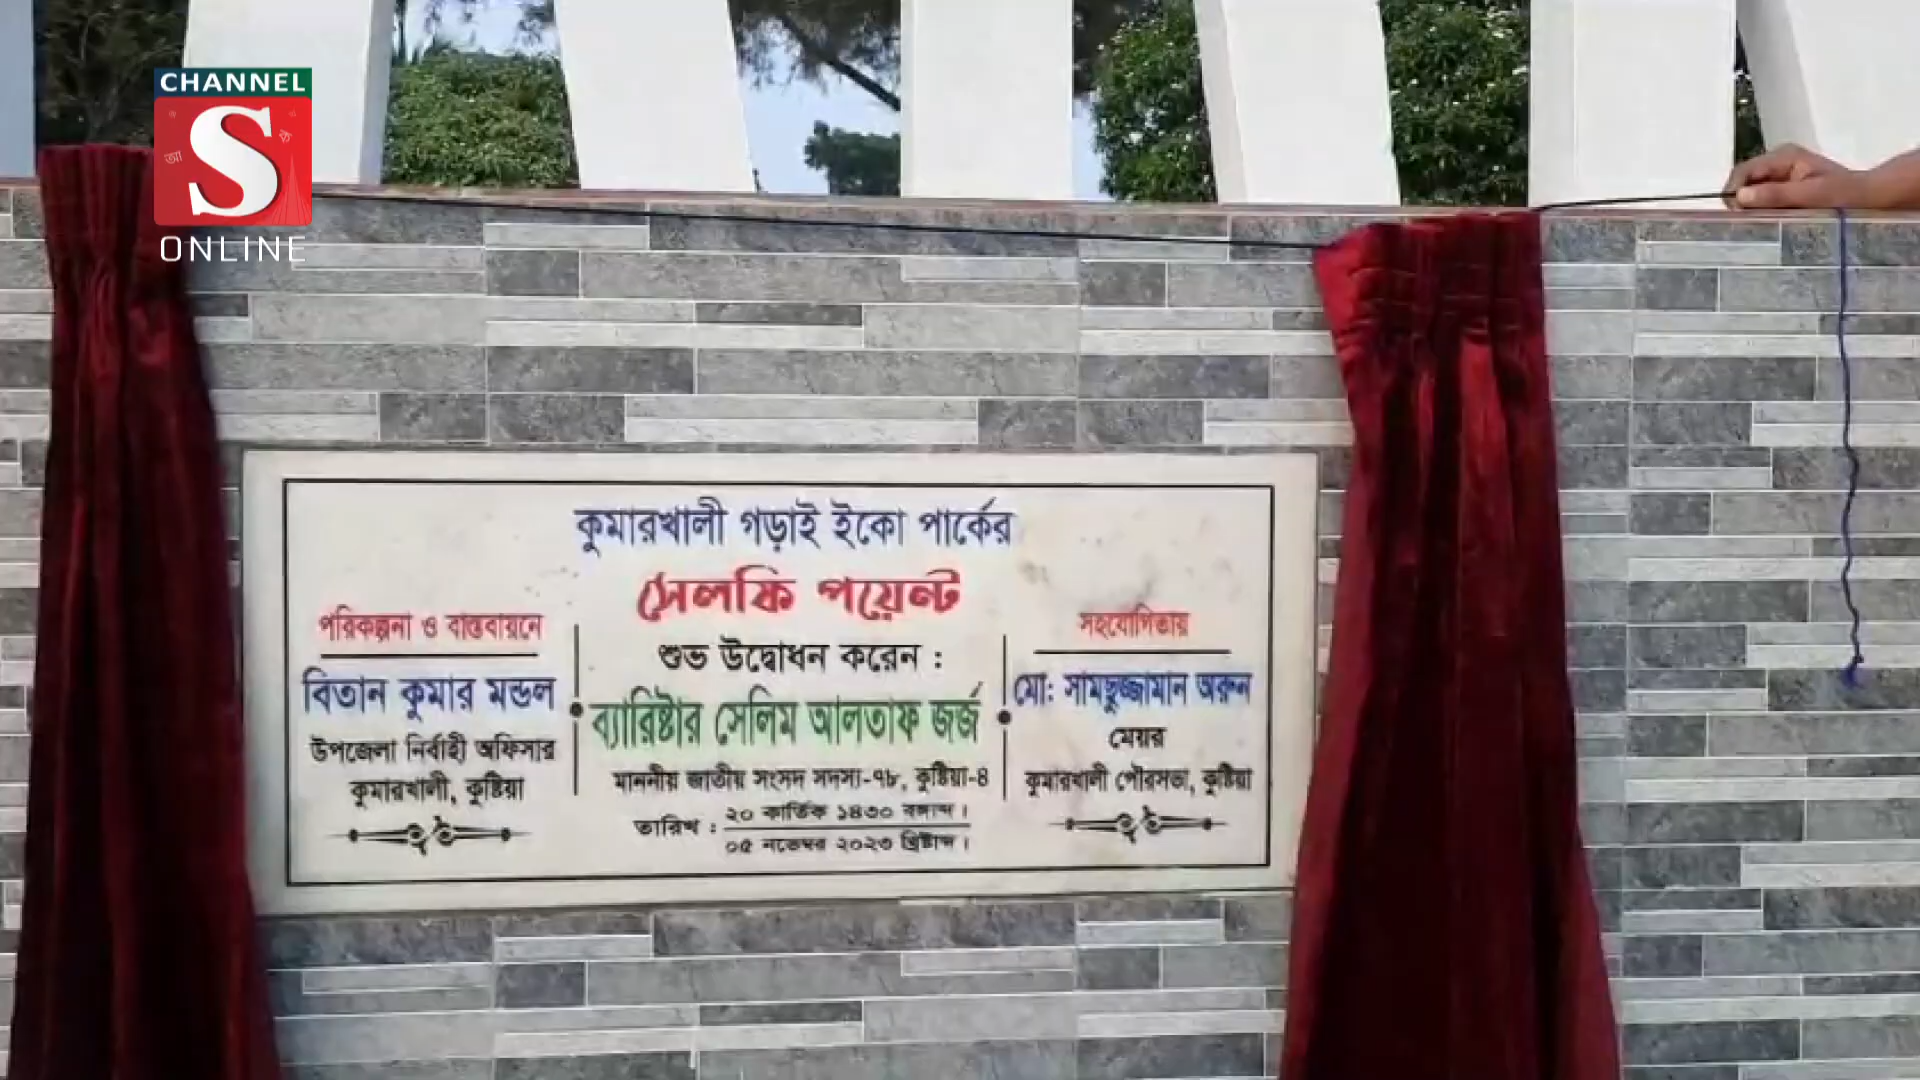 CHANNEL
S
আ
ONLINE
কুমারখালী গড়াই ইকো পার্কের
সেলফি পয়েন্ট
শুভ উদ্বোধন করেন :
ব্যারিষ্টার সেলিম আলতাফ জর্জ
মাননীয় জাতীয় সংসদ সদস্য-৭৮, কুষ্টিয়া-৪
তারিখ : ২০ কার্তিক ১৪৩০ বঙ্গাব্দ।
০৫ নভেম্বর ২০২৩ খ্রিষ্টাব্দ।
পরিকল্পনা ও বাস্তবায়নে
বিতান কুমার মন্ডল
উপজেলা নির্বাহী অফিসার
কুমারখালী, কুষ্টিয়া
সহযোগিতায়
মো: সামছুজ্জামান অরুন
মেয়র
কুমারখালী পৌরসভা, কুষ্টিয়া